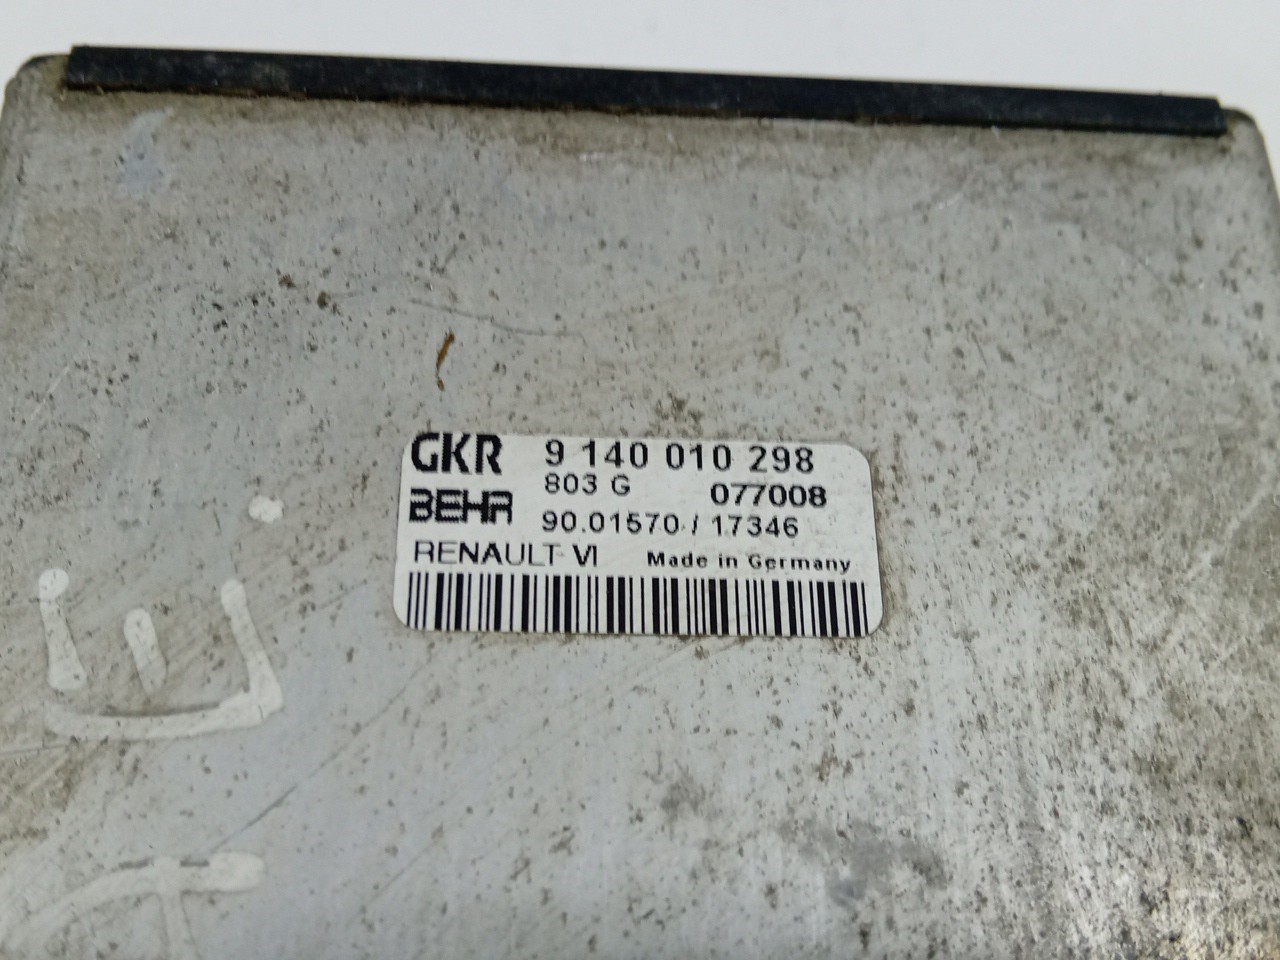 GKR 9 140 010 298
803 G 077008
BEHR 90.01570 / 17346
RENAULT VI Made in Germany